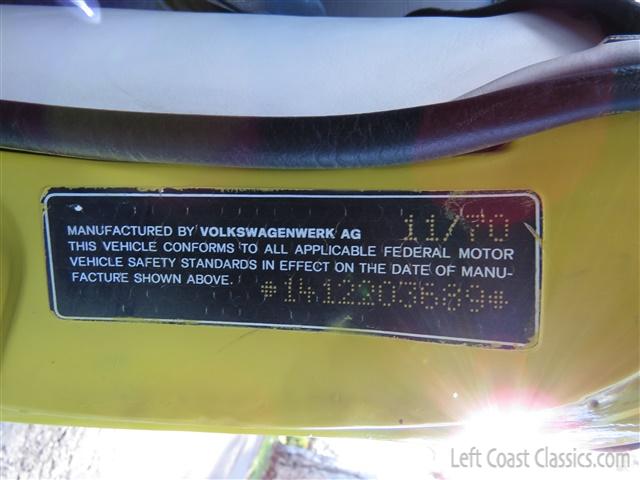 11/70
MANUFACTURED BY VOLKSWAGENWERK AG
THIS VEHICLE CONFORMS TO ALL APPLICABLE FEDERAL MOTOR
VEHICLE SAFETY STANDARDS IN EFFECT ON THE DATE OF MANU-
FACTURE SHOWN ABOVE.
Left Coast Classics.com